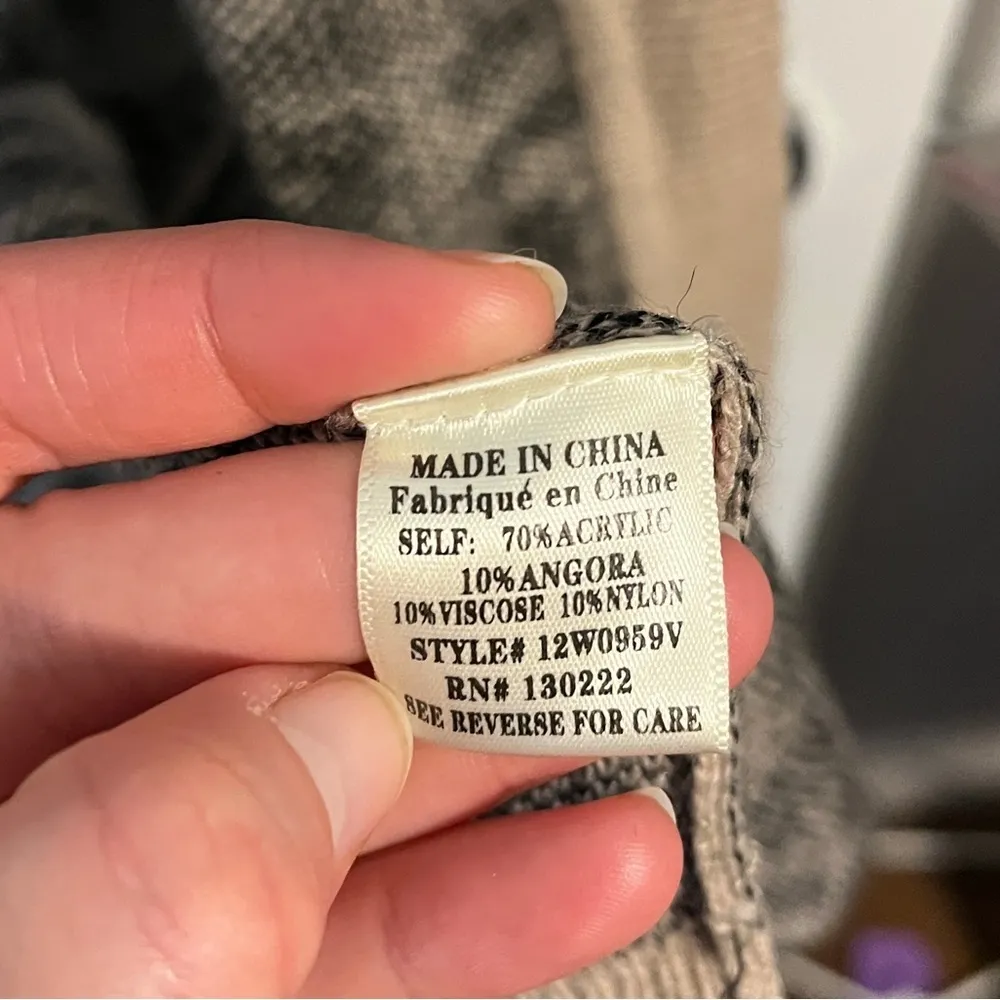 MADE IN CHINA
Fabriqué en Chine
SELF: 70%ACRYLIC
10%ANGORA
10%VISCOSE 10%NYLON
STYLE# 12W0959V
RN# 130222
SEE REVERSE FOR CARE